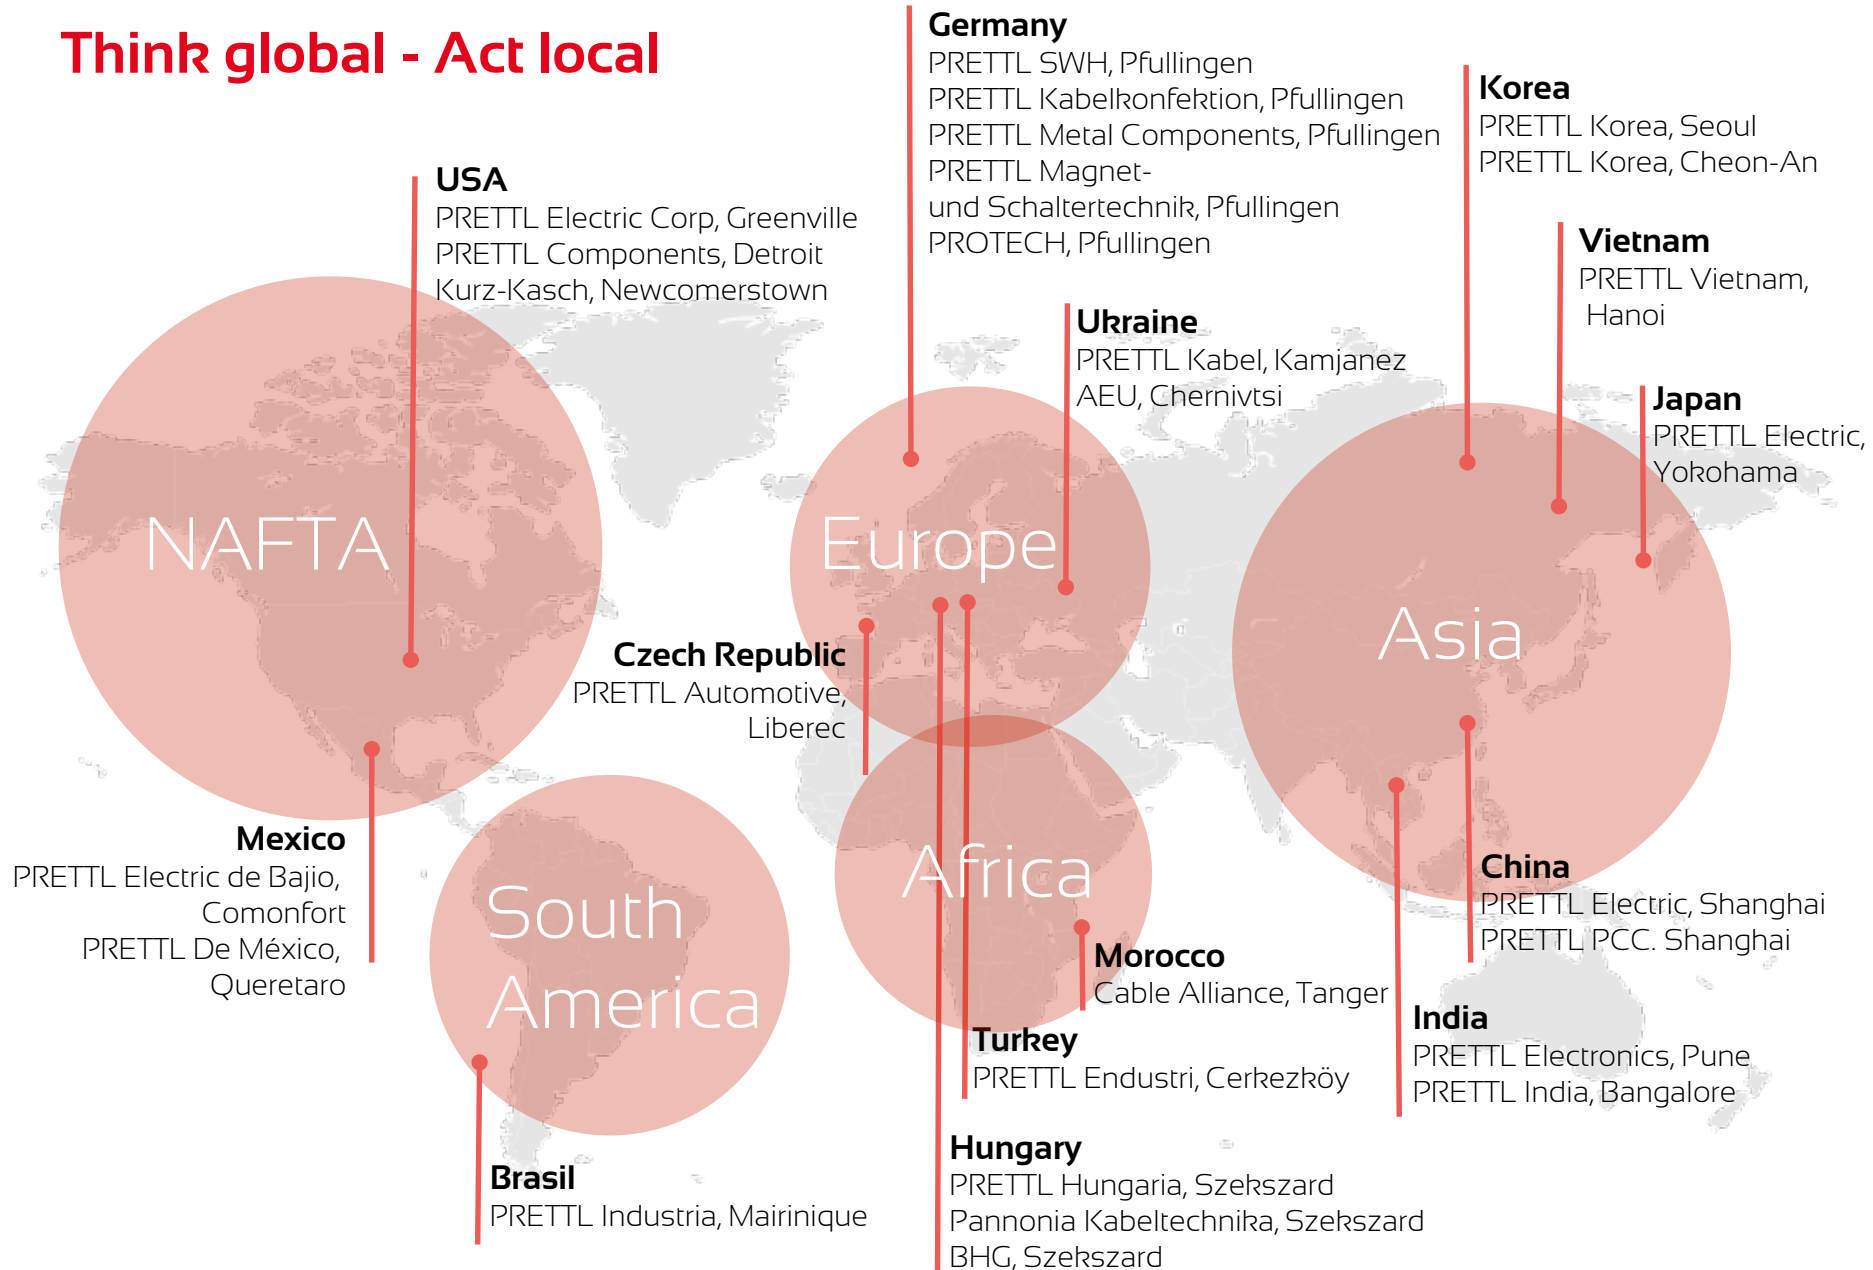 Think global - Act local
Germany
PRETTL SWH, Pfullingen
PRETTL Kabelkonfektion, Pfullingen
PRETTL Metal Components, Pfullingen
PRETTL Magnet-
und Schaltertechnik, Pfullingen
PROTECH, Pfullingen
Korea
PRETTL Korea, Seoul
PRETTL Korea, Cheon-An
USA
PRETTL Electric Corp, Greenville
PRETTL Components, Detroit
Kurz-Kasch, Newcomerstown
Vietnam
PRETTL Vietnam,
Hanoi
Ukraine
PRETTL Kabel, Kamjanez
AEU, Chernivtsi
Japan
PRETTL Electric,
Yokohama
NAFTA
Europe
Asia
Czech Republic
PRETTL Automotive,
Liberec
Mexico
PRETTL Electric de Bajio,
Comonfort
PRETTL De México,
Queretaro
South
America
Africa
China
PRETTL Electric, Shanghai
PRETTL PCC. Shanghai
Morocco
Cable Alliance, Tanger
India
PRETTL Electronics, Pune
PRETTL India, Bangalore
Turkey
PRETTL Endustri, Cerkezköy
Brasil
PRETTL Industria, Mairinique
Hungary
PRETTL Hungaria, Szekszard
Pannonia Kabeltechnika, Szekszard
BHG, Szekszard